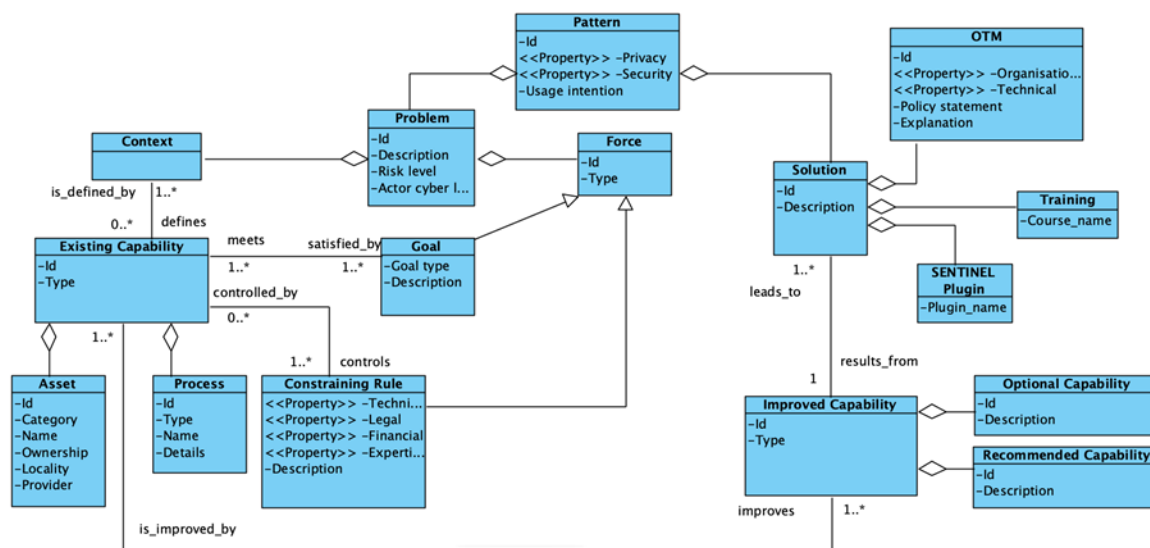 Pattern
-Id
<<Property>> -Privacy
<<Property>> -Security
-Usage intention
OTM
-Id
<<Property>> -Organisatio...
<<Property>> -Technical
-Policy statement
-Explanation
Problem
-Id
-Description
-Risk level
-Actor cyber l...
Context
Force
-Id
-Type
Solution
-Id
-Description
Training
-Course_name
SENTINEL
Plugin
-Plugin_name
is_defined_by
1..*
0..*
defines
Existing Capability
-Id
-Type
meets
1..*
satisfied_by
1..*
Goal
-Goal type
-Description
controlled_by
0..*
1..*
controls
1..*
leads_to
results_from
1
1..*
Asset
-Id
-Category
-Name
-Ownership
-Locality
-Provider
Process
-Id
-Type
-Name
-Details
Constraining Rule
<<Property>> -Techni...
<<Property>> -Legal
<<Property>> -Financial
<<Property>> -Experti...
-Description
Improved Capability
-Id
-Type
Optional Capability
-Id
-Description
Recommended Capability
-Id
-Description
is_improved_by
improves
1..*